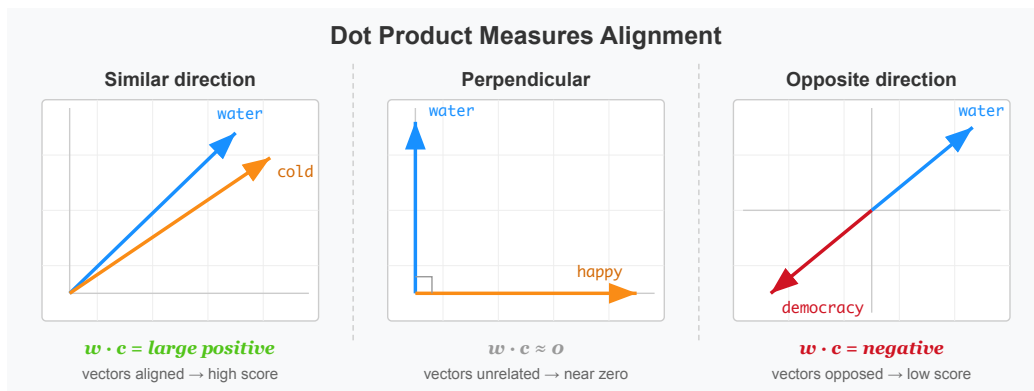 Dot Product Measures Alignment
Similar direction
water
cold
w · c = large positive
vectors aligned → high score
Perpendicular
water
happy
w · c ≈ 0
vectors unrelated → near zero
Opposite direction
water
democracy
w · c = negative
vectors opposed → low score